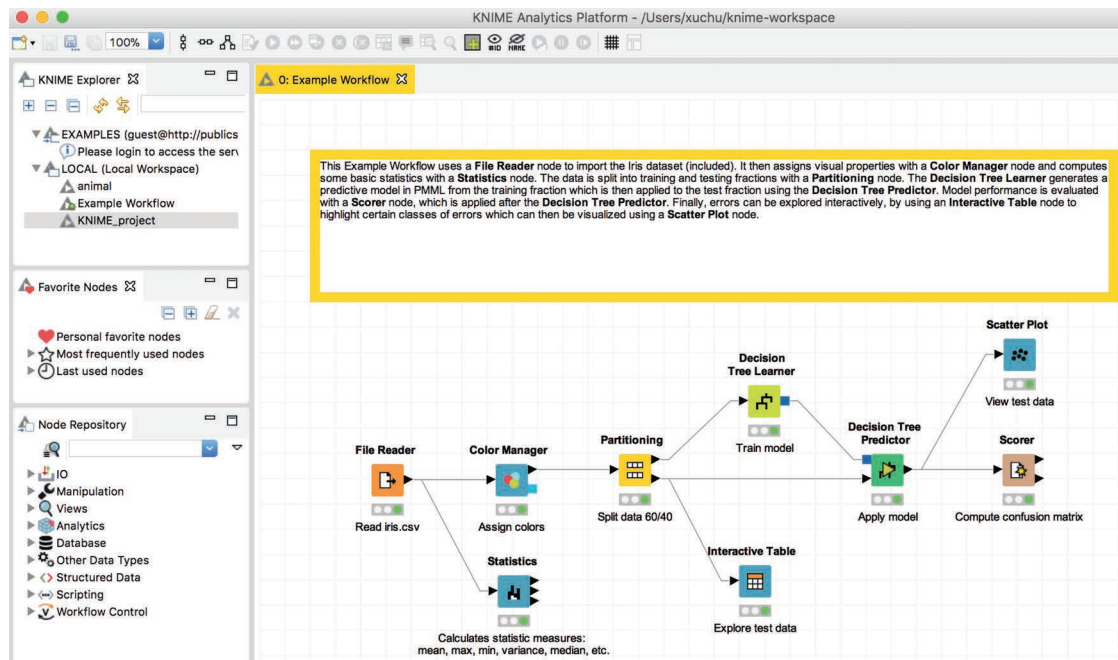 KNIME Analytics Platform - /Users/xuchu/knime-workspace
100%
KNIME Explorer
0: Example Workflow
EXAMPLES (guest@http://publics
Please login to access the serv
LOCAL (Local Workspace)
animal
Example Workflow
KNIME_project
This Example Workflow uses a File Reader node to import the Iris dataset (included). It then assigns visual properties with a Color Manager node and computes
some basic statistics with a Statistics node. The data is split into training and testing fractions with a Partitioning node. The Decision Tree Learner generates a
predictive model in PMML from the training fraction which is then applied to the test fraction using the Decision Tree Predictor. Model performance is evaluated
with a Scorer node, which is applied after the Decision Tree Predictor. Finally, errors can be explored interactively, by using an Interactive Table node to
highlight certain classes of errors which can then be visualized using a Scatter Plot node.
Favorite Nodes
Personal favorite nodes
Most frequently used nodes
Last used nodes
Node Repository
IO
Manipulation
Views
Analytics
Database
Other Data Types
Structured Data
Scripting
Workflow Control
File Reader
Read iris.csv
Color Manager
Assign colors
Statistics
Calculates statistic measures:
mean, max, min, variance, median, etc.
Partitioning
Split data 60/40
Decision
Tree Learner
Train model
Interactive Table
Explore test data
Decision Tree
Predictor
Apply model
Scatter Plot
View test data
Scorer
Compute confusion matrix